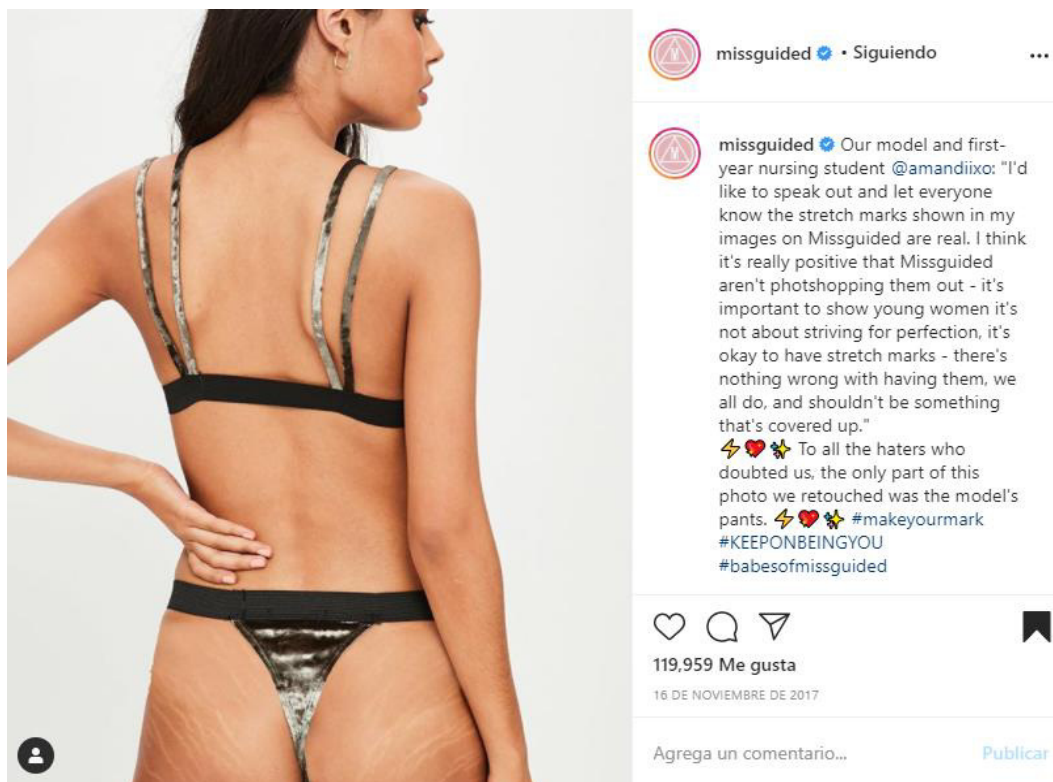 missguided • Siguiendo
missguided Our model and first-
year nursing student @amandiixo: "I'd
like to speak out and let everyone
know the stretch marks shown in my
images on Missguided are real. I think
it's really positive that Missguided
aren't photshopping them out - it's
important to show young women it's
not about striving for perfection, it's
okay to have stretch marks - there's
nothing wrong with having them, we
all do, and shouldn't be something
that's covered up."
⚡💖✨ To all the haters who
doubted us, the only part of this
photo we retouched was the model's
pants. ⚡💖✨ #makeyourmark
#KEEPONBEINGYOU
#babesofmissguided
119,959 Me gusta
16 DE NOVIEMBRE DE 2017
Agrega un comentario... Publicar